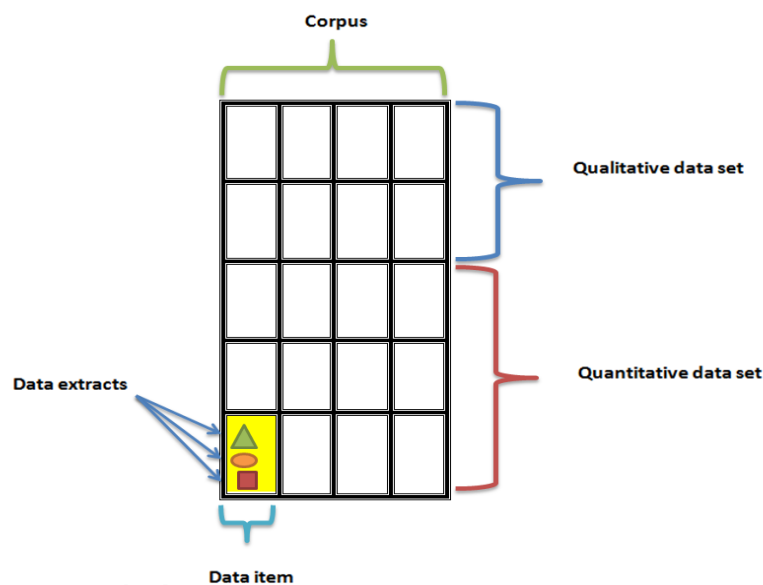 Corpus
Qualitative data set
Quantitative data set
Data extracts
Data item